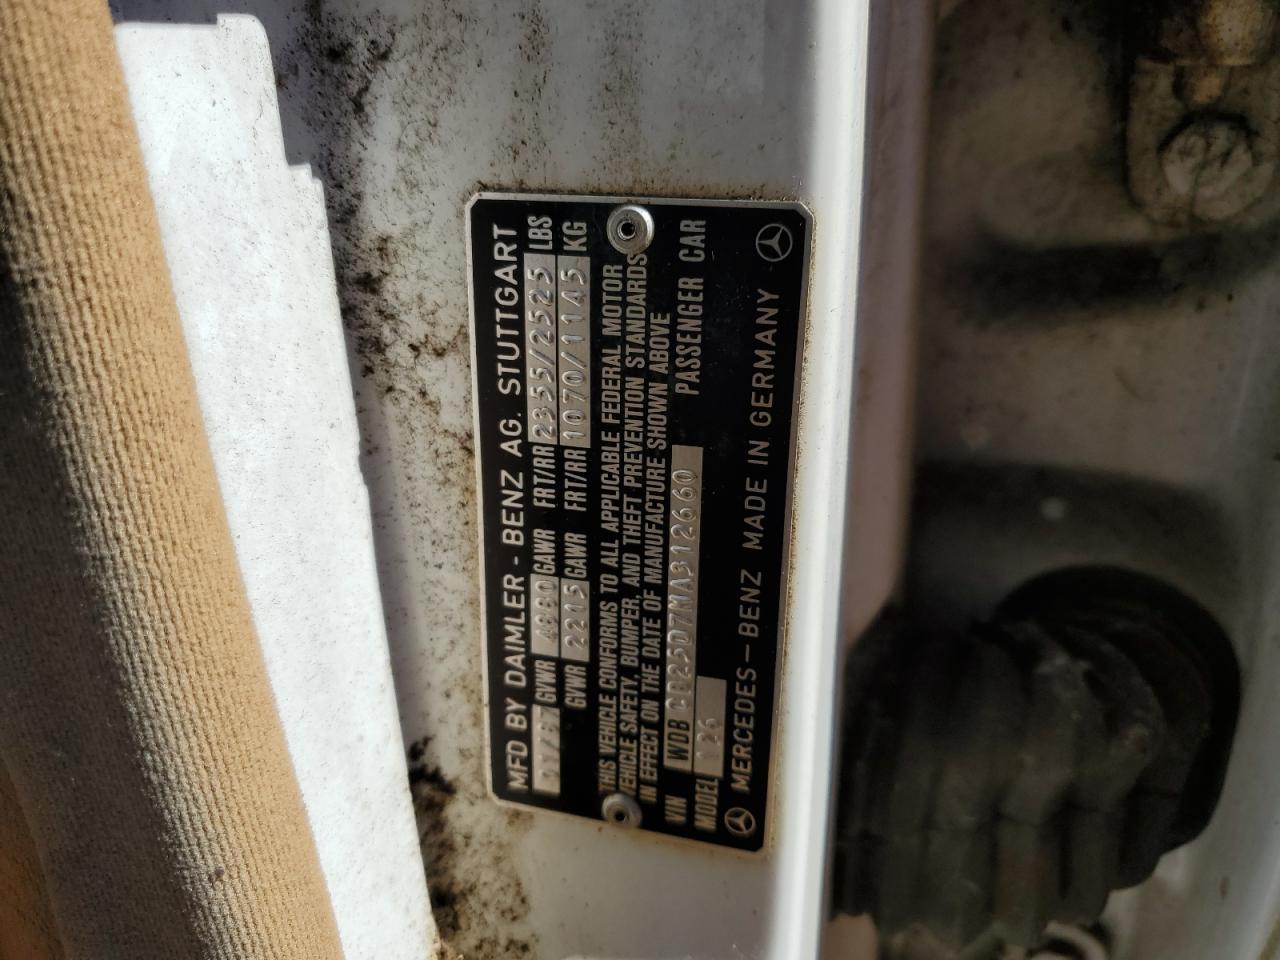 MFD BY DAIMLER - BENZ AG. STUTTGART
GVWR GAWR FRT/RR 2355/2525 LBS
GVWR 2215 GAWR FRT/RR 1070/1145 KG
THIS VEHICLE CONFORMS TO ALL APPLICABLE FEDERAL MOTOR
VEHICLE SAFETY, BUMPER, AND THEFT PREVENTION STANDARDS
IN EFFECT ON THE DATE OF MANUFACTURE SHOWN ABOVE
VIN WDB PASSENGER CAR
MODEL 126
MERCEDES-BENZ MADE IN GERMANY